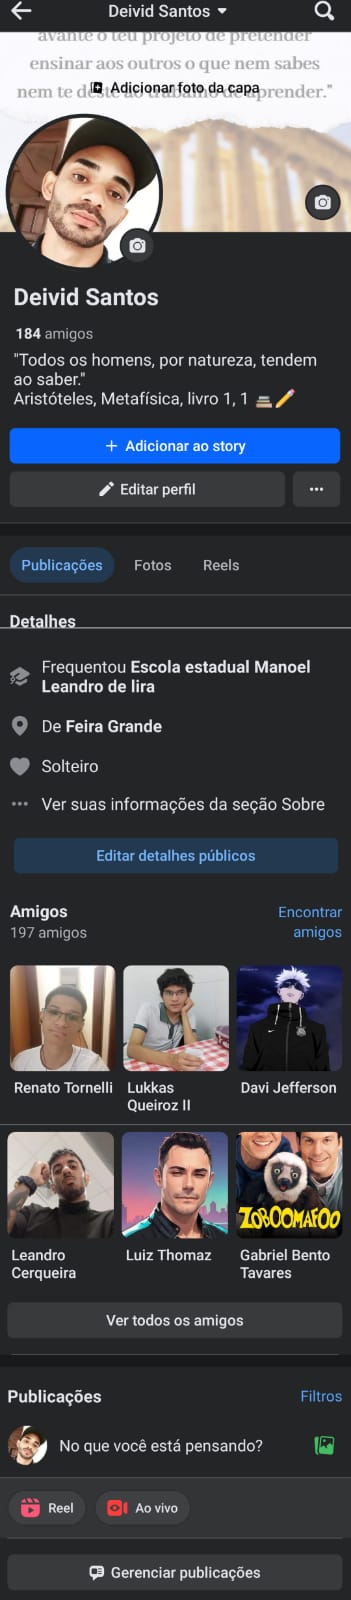 Deivid Santos
avante o teu projeto de pretender
ensinar aos outros o que nem sabes
nem te deste ao trabalho de aprender."
Adicionar foto da capa
Deivid Santos
184 amigos
"Todos os homens, por natureza, tendem
ao saber."
Aristóteles, Metafísica, livro 1, 1 📚✏️
+ Adicionar ao story
Editar perfil
Publicações Fotos Reels
Detalhes
Frequentou Escola estadual Manoel
Leandro de lira
De Feira Grande
Solteiro
Ver suas informações da seção Sobre
Editar detalhes públicos
Amigos
197 amigos
Encontrar
amigos
Renato Tornelli
Lukkas
Queiroz II
Davi Jefferson
ZOBOOMAFOO
Leandro
Cerqueira
Luiz Thomaz
Gabriel Bento
Tavares
Ver todos os amigos
Publicações Filtros
No que você está pensando?
Reel Ao vivo
Gerenciar publicações